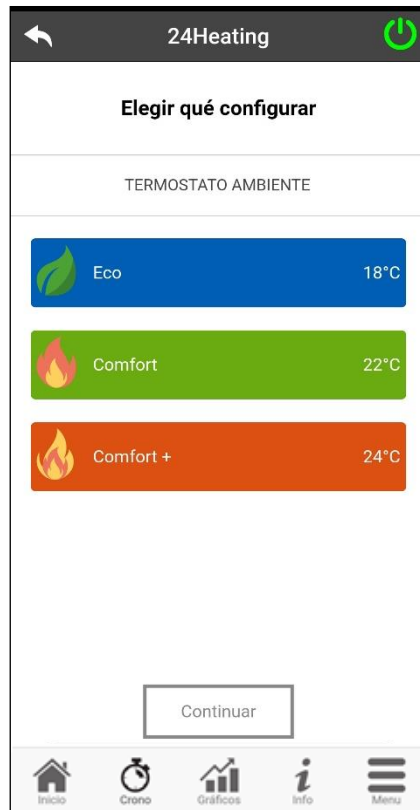 24Heating
Elegir qué configurar
TERMOSTATO AMBIENTE
Eco 18°C
Comfort 22°C
Comfort + 24°C
Continuar
Inicio Crono Gráficos Info Menu